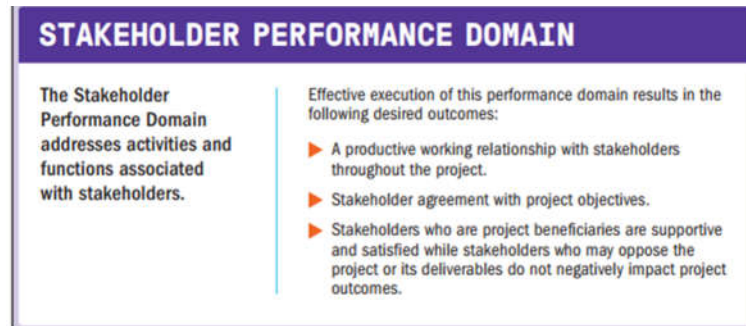 STAKEHOLDER PERFORMANCE DOMAIN
The Stakeholder
Performance Domain
addresses activities and
functions associated
with stakeholders.
Effective execution of this performance domain results in the
following desired outcomes:
A productive working relationship with stakeholders
throughout the project.
Stakeholder agreement with project objectives.
Stakeholders who are project beneficiaries are supportive
and satisfied while stakeholders who may oppose the
project or its deliverables do not negatively impact project
outcomes.